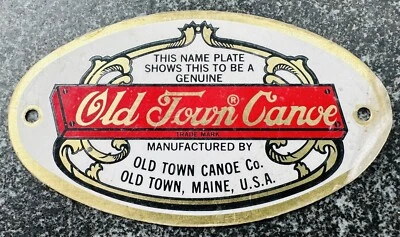 THIS NAME PLATE
SHOWS THIS TO BE A
GENUINE
Old Town® Canoe
TRADE MARK
MANUFACTURED BY
OLD TOWN CANOE Co.
OLD TOWN, MAINE, U.S.A.